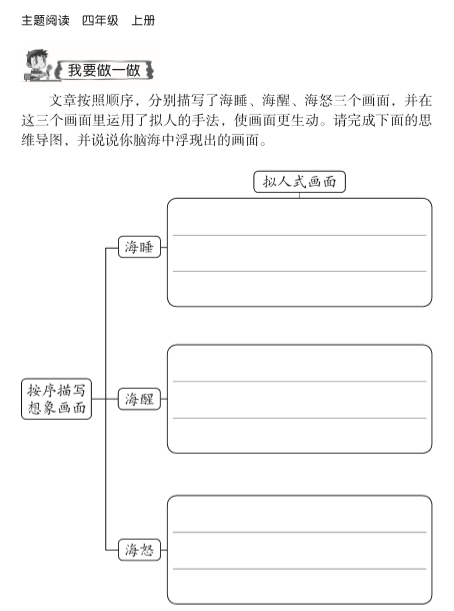 主题阅读 四年级 上册
我要做一做
文章按照顺序，分别描写了海睡、海醒、海怒三个画面，并在
这三个画面里运用了拟人的手法，使画面更生动。请完成下面的思
维导图，并说说你脑海中浮现出的画面。
拟人式画面
海睡
按序描写
想象画面
海醒
海怒